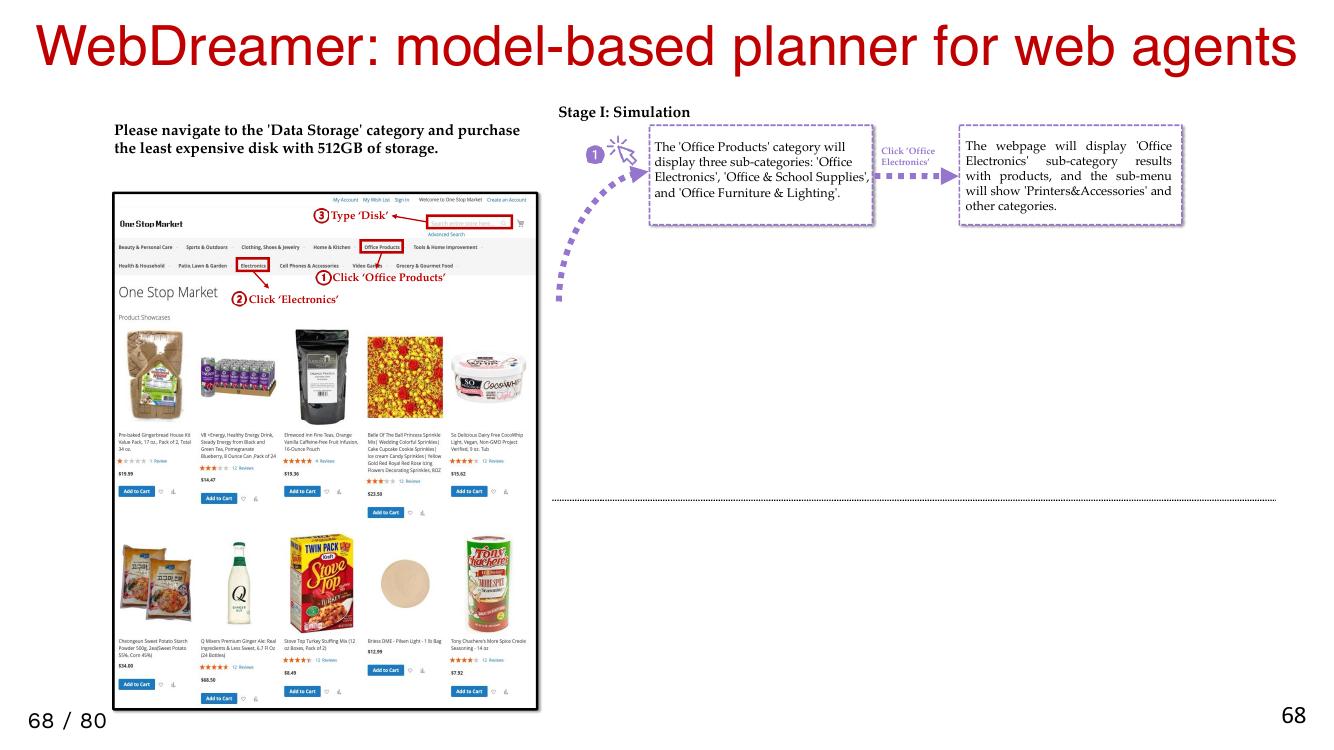 WebDreamer: model-based planner for web agents
Please navigate to the 'Data Storage' category and purchase
the least expensive disk with 512GB of storage.
Stage I: Simulation
1
The 'Office Products' category will
display three sub-categories: 'Office
Electronics', 'Office & School Supplies',
and 'Office Furniture & Lighting'.
Click 'Office
Electronics'
The webpage will display 'Office
Electronics' sub-category results
with products, and the sub-menu
will show 'Printers&Accessories' and
other categories.
My Account My Wish List Sign In Welcome to One Stop Market Create an Account
3 Type 'Disk'
One Stop Market
Search entire store here...
Advanced Search
Beauty & Personal Care Sports & Outdoors Clothing, Shoes & Jewelry Home & Kitchen Office Products Tools & Home Improvement
Health & Household Patio, Lawn & Garden Electronics Cell Phones & Accessories Video Games Grocery & Gourmet Food
1 Click 'Office Products'
2 Click 'Electronics'
One Stop Market
Product Showcases
Pre-baked Gingerbread House Kit
Value Pack, 17 oz., Pack of 2, Total
34 oz.
1 Review
$19.99
Add to Cart
V8 +Energy, Healthy Energy Drink,
Steady Energy from Black and
Green Tea, Pomegranate
Blueberry, 8 Ounce Can ,Pack of 24
12 Reviews
$14.47
Add to Cart
Elmwood Inn Fine Teas, Orange
Vanilla Caffeine-Free Fruit Infusion,
16-Ounce Pouch
4 Reviews
$19.36
Add to Cart
Belle Of The Ball Princess Sprinkle
Mix| Wedding Colorful Sprinkles|
Cake Cupcake Cookie Sprinkles|
Ice cream Candy Sprinkles| Yellow
Gold Red Royal Red Rose Icing
Flowers Decorating Sprinkles, 8OZ
12 Reviews
$23.50
Add to Cart
SO
CocoWhip
So Delicious Dairy Free CocoWhip
Light, Vegan, Non-GMO Project
Verified, 9 oz. Tub
12 Reviews
$15.62
Add to Cart
Cheongeun Sweet Potato Starch
Powder 500g, 2ea(Sweet Potato
55%, Corn 45%)
$34.00
Add to Cart
Q
Q Mixers Premium Ginger Ale: Real
Ingredients & Less Sweet, 6.7 Fl Oz
(24 Bottles)
12 Reviews
$68.50
Add to Cart
TWIN PACK
Kraft
Stove
Top
TURKEY
Stove Top Turkey Stuffing Mix (12
oz Boxes, Pack of 2)
12 Reviews
$8.49
Add to Cart
Briess DME - Pilsen Light - 1 lb Bag
$12.99
Add to Cart
Tony
Chachere's
MORE SPICE
Seasoning
Tony Chachere's More Spice Creole
Seasoning - 14 oz
12 Reviews
$7.92
Add to Cart
68 / 80
68